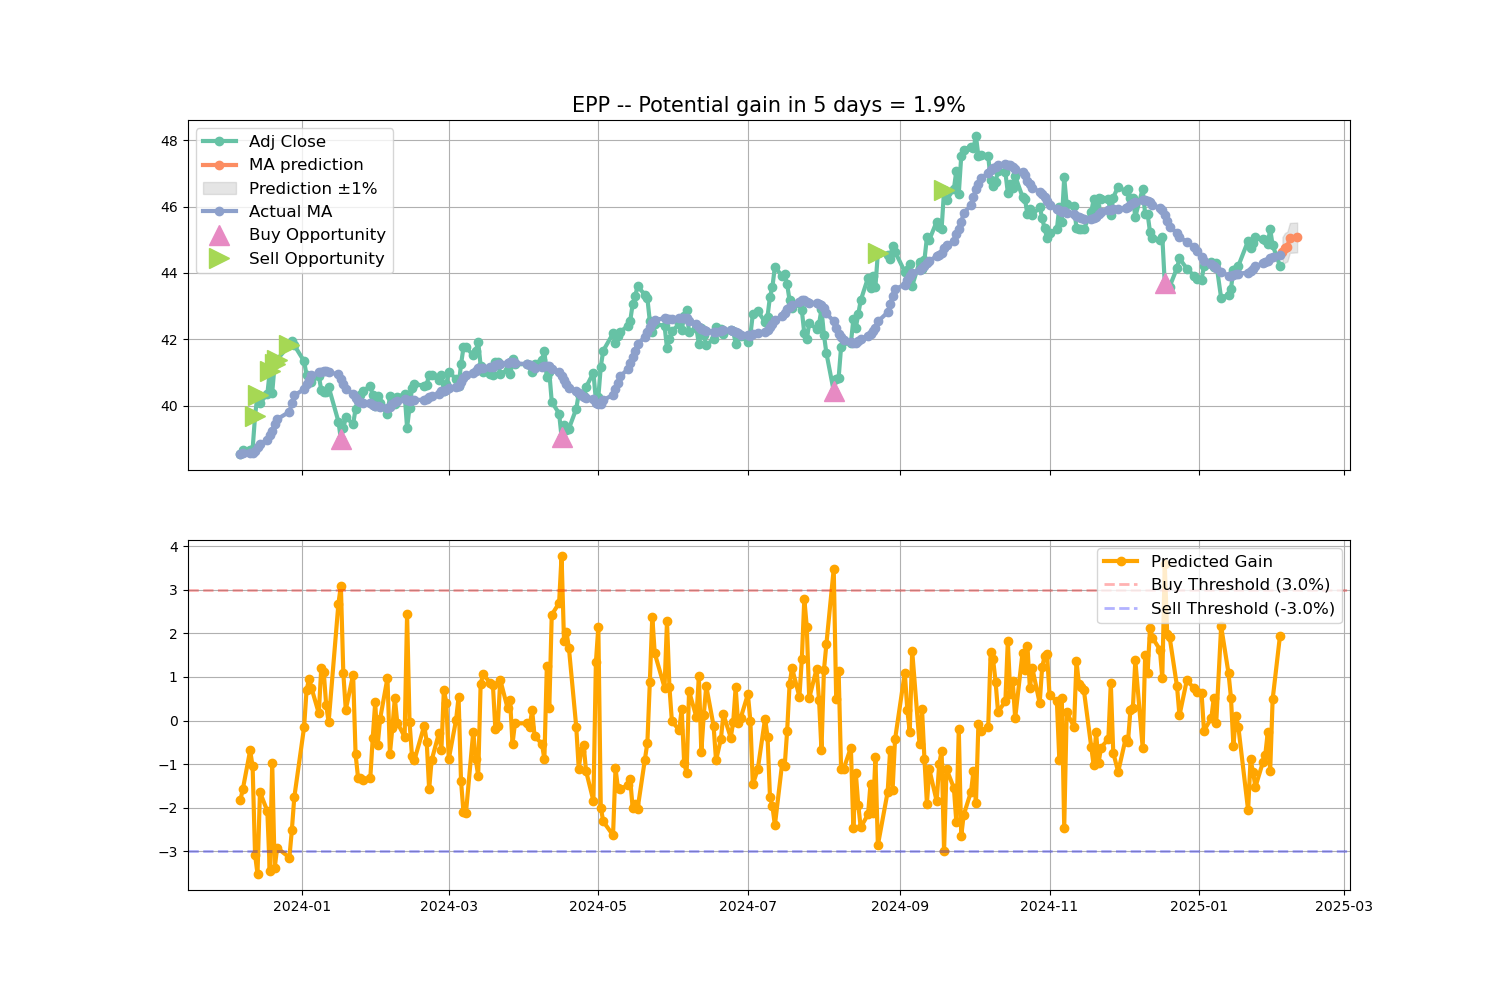 EPP -- Potential gain in 5 days = 1.9%
48
46
44
42
40
Adj Close
MA prediction
Prediction ±1%
Actual MA
Buy Opportunity
Sell Opportunity
4
3
2
1
0
−1
−2
−3
Predicted Gain
Buy Threshold (3.0%)
Sell Threshold (-3.0%)
2024-01
2024-03
2024-05
2024-07
2024-09
2024-11
2025-01
2025-03